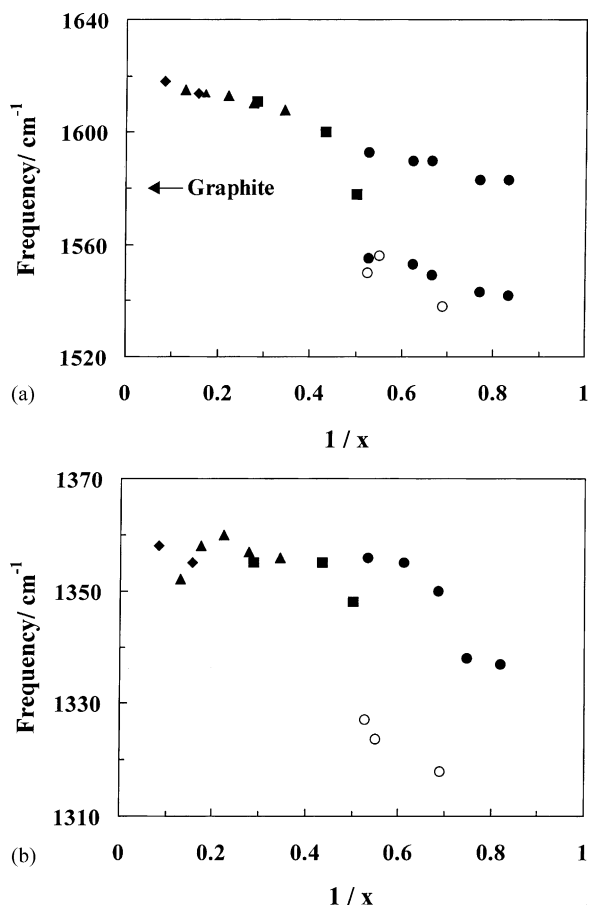 1640
1600
1560
1520
Frequency/ cm-1
Graphite
(a)
0 0.2 0.4 0.6 0.8 1
1 / x
1370
1350
1330
1310
Frequency/ cm-1
(b)
0 0.2 0.4 0.6 0.8 1
1 / x